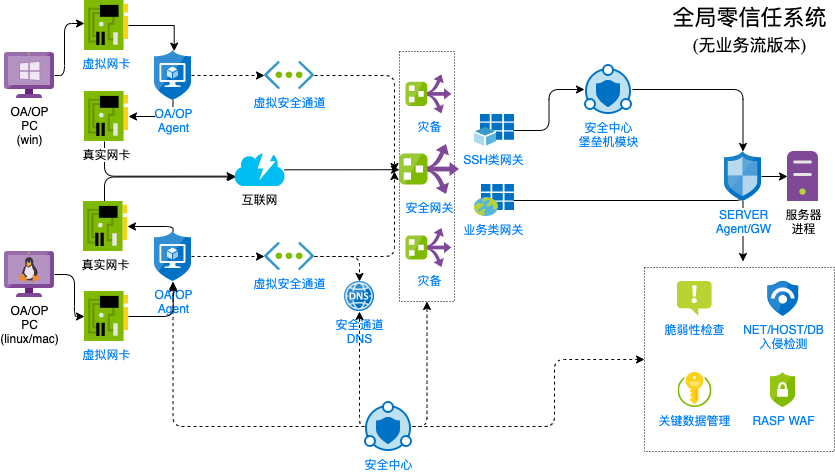 全局零信任系统
(无业务流版本)
虚拟网卡
OA/OP
PC
(win)
OA/OP
Agent
虚拟安全通道
真实网卡
互联网
灾备
安全网关
灾备
SSH类网关
安全中心
堡垒机模块
业务类网关
SERVER
Agent/GW
服务器
进程
真实网卡
OA/OP
Agent
虚拟安全通道
OA/OP
PC
(linux/mac)
虚拟网卡
DNS
安全通道
DNS
脆弱性检查
NET/HOST/DB
入侵检测
关键数据管理
RASP WAF
安全中心